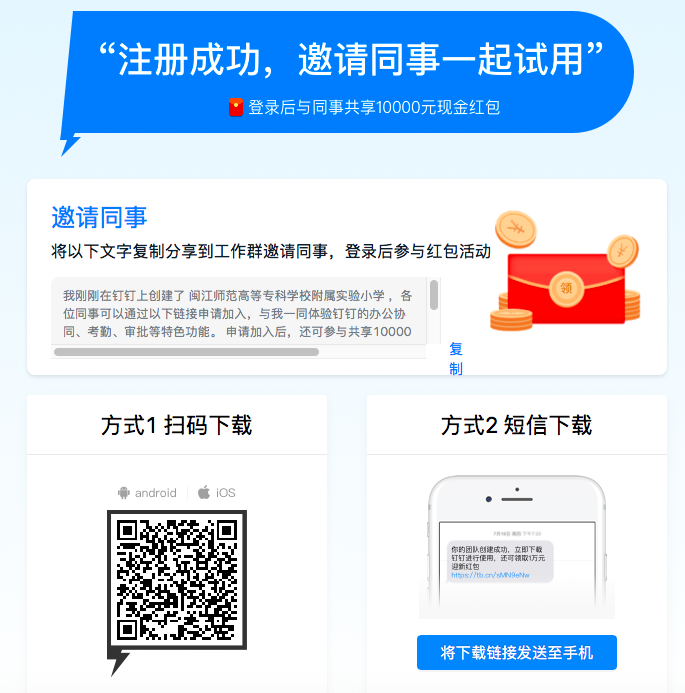 “注册成功，邀请同事一起试用”
登录后与同事共享10000元现金红包
邀请同事
将以下文字复制分享到工作群邀请同事，登录后参与红包活动
我刚刚在钉钉上创建了 闽江师范高等专科学校附属实验小学 ，各
位同事可以通过以下链接申请加入，与我一同体验钉钉的办公协
同、考勤、审批等特色功能。 申请加入后，还可参与共享10000
复
制
领
方式1 扫码下载
方式2 短信下载
android
iOS
你的团队创建成功，立即下载
钉钉进行使用，还可领取1万元
迎新红包
https://tb.cn/sMN9eNw
将下载链接发送至手机